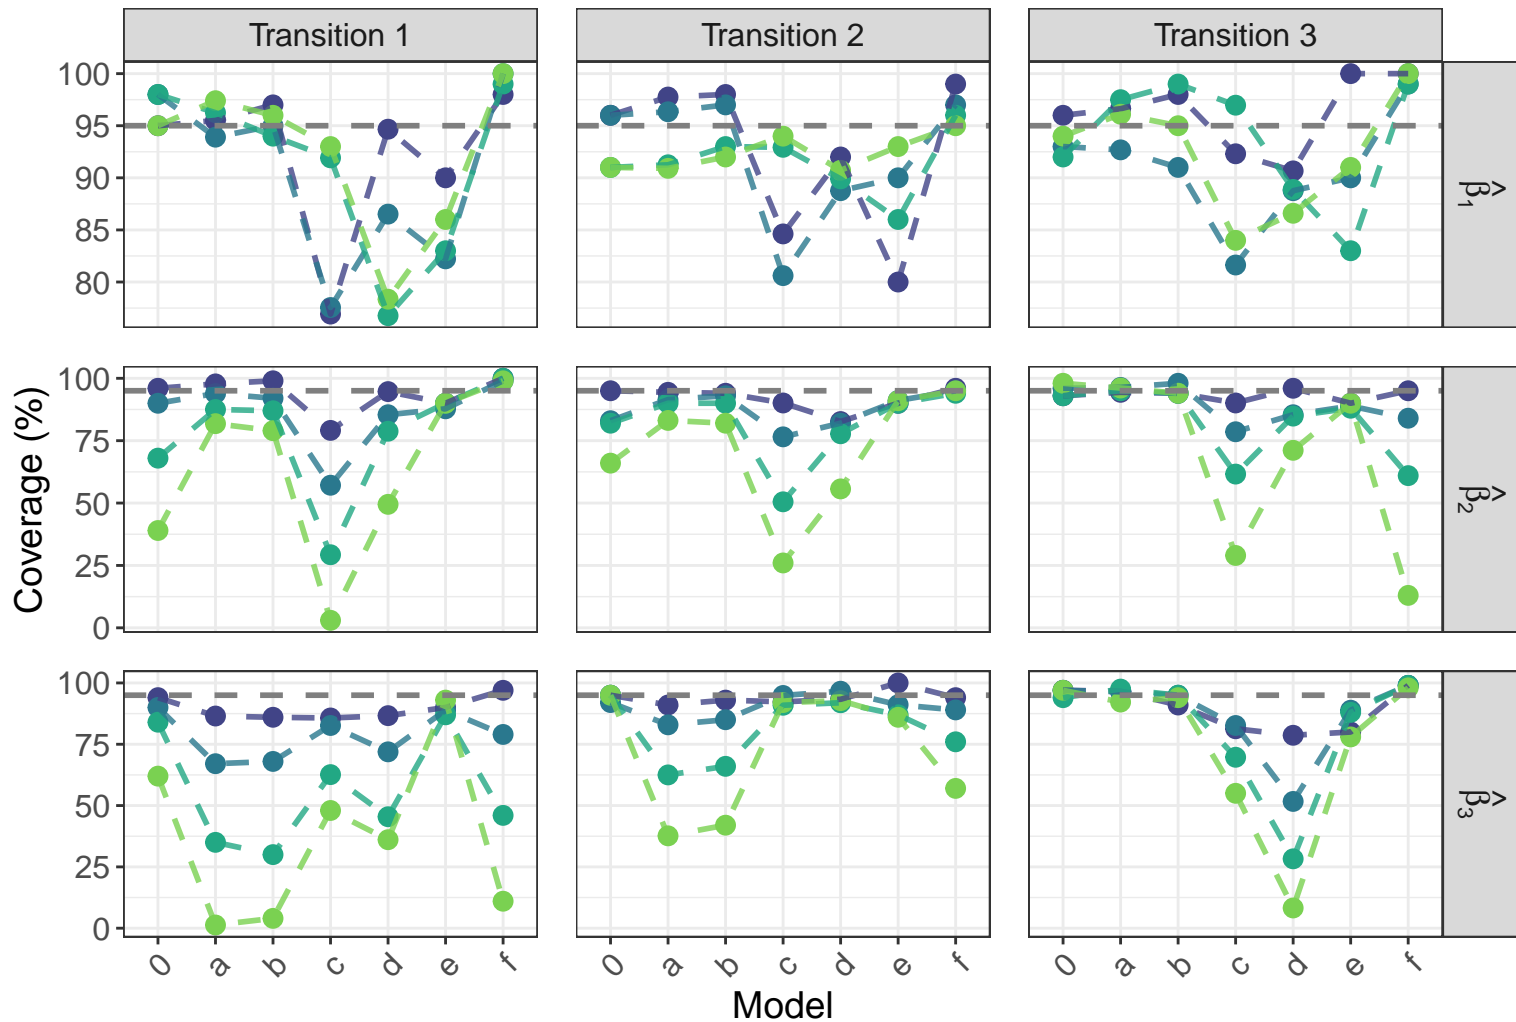 Transition 1
Transition 2
Transition 3
100
95
90
85
80
β̂1
100
75
50
25
0
β̂2
100
75
50
25
0
β̂3
Coverage (%)
0 a b c d e f
0 a b c d e f
0 a b c d e f
Model